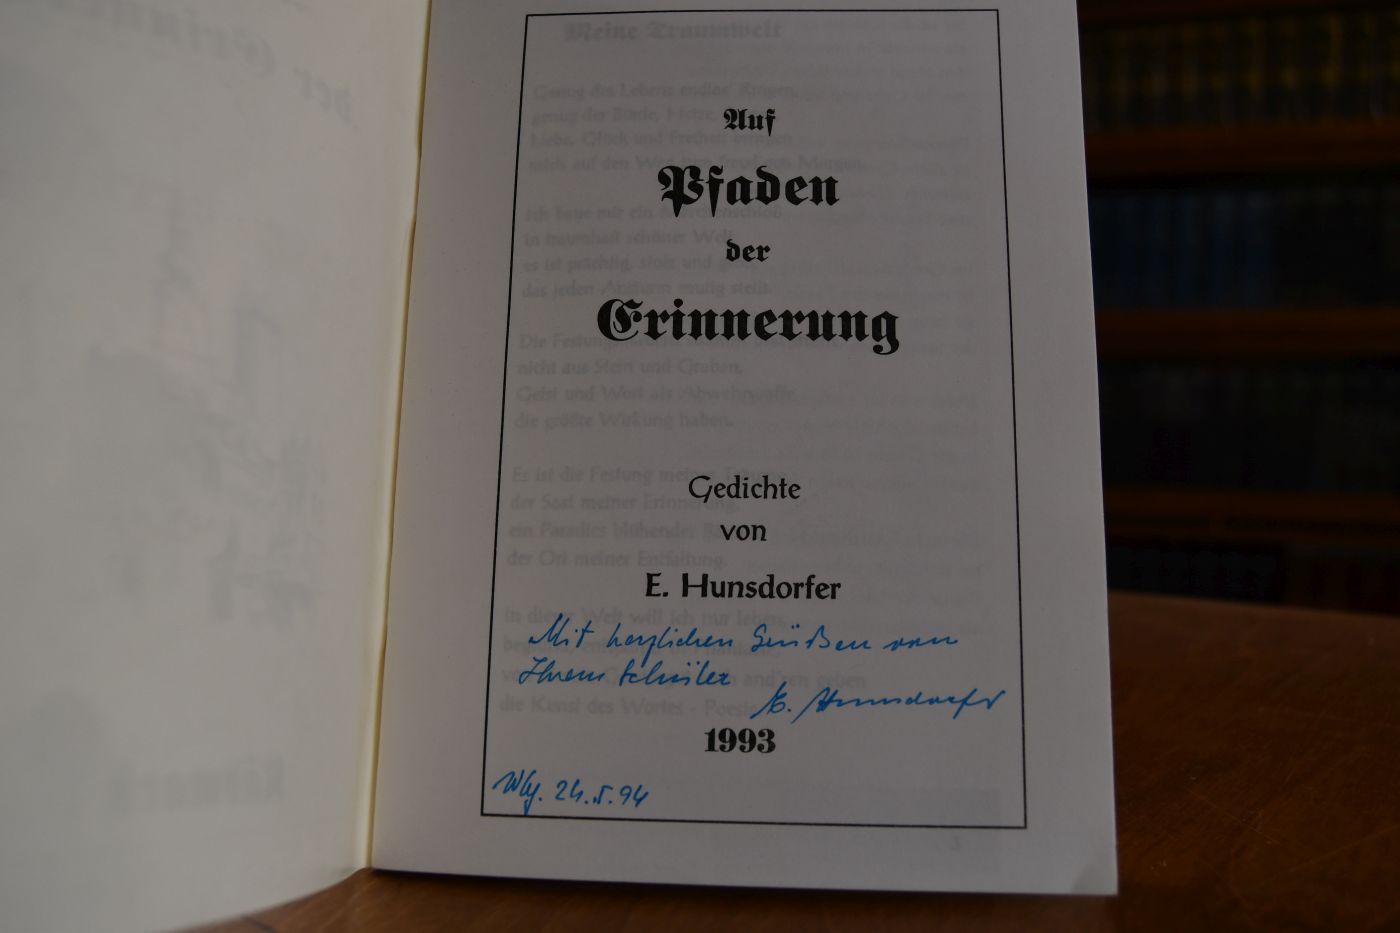 Auf
Pfaden
der
Erinnerung
Gedichte
von
E. Hunsdorfer
Mit herzlichen Grüßen von
Ihrem Schüler
E. Hunsdorfer
1993
Wbg. 24.5.94